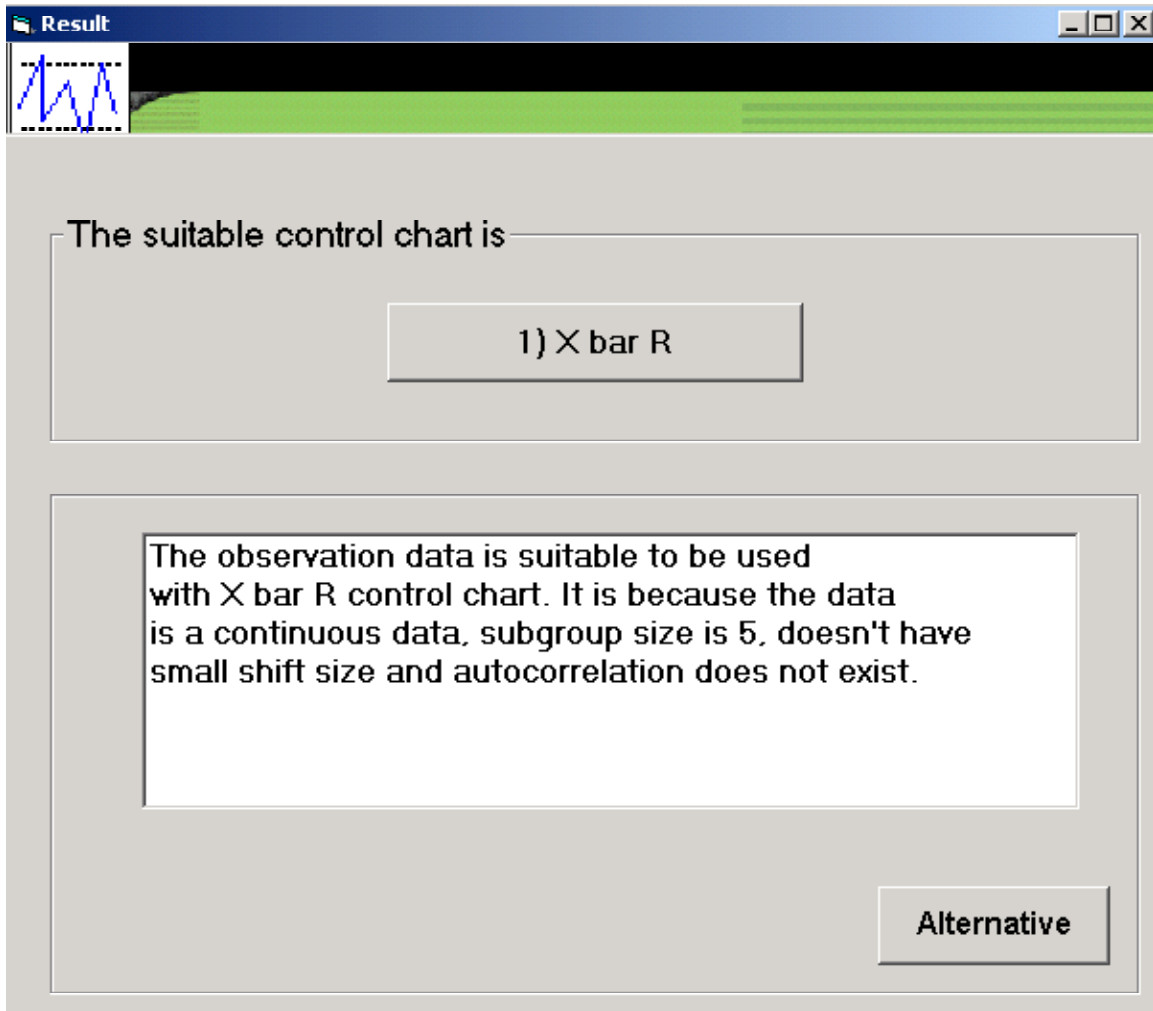 Result
The suitable control chart is
1) X bar R
The observation data is suitable to be used
with X bar R control chart. It is because the data
is a continuous data, subgroup size is 5, doesn't have
small shift size and autocorrelation does not exist.
Alternative